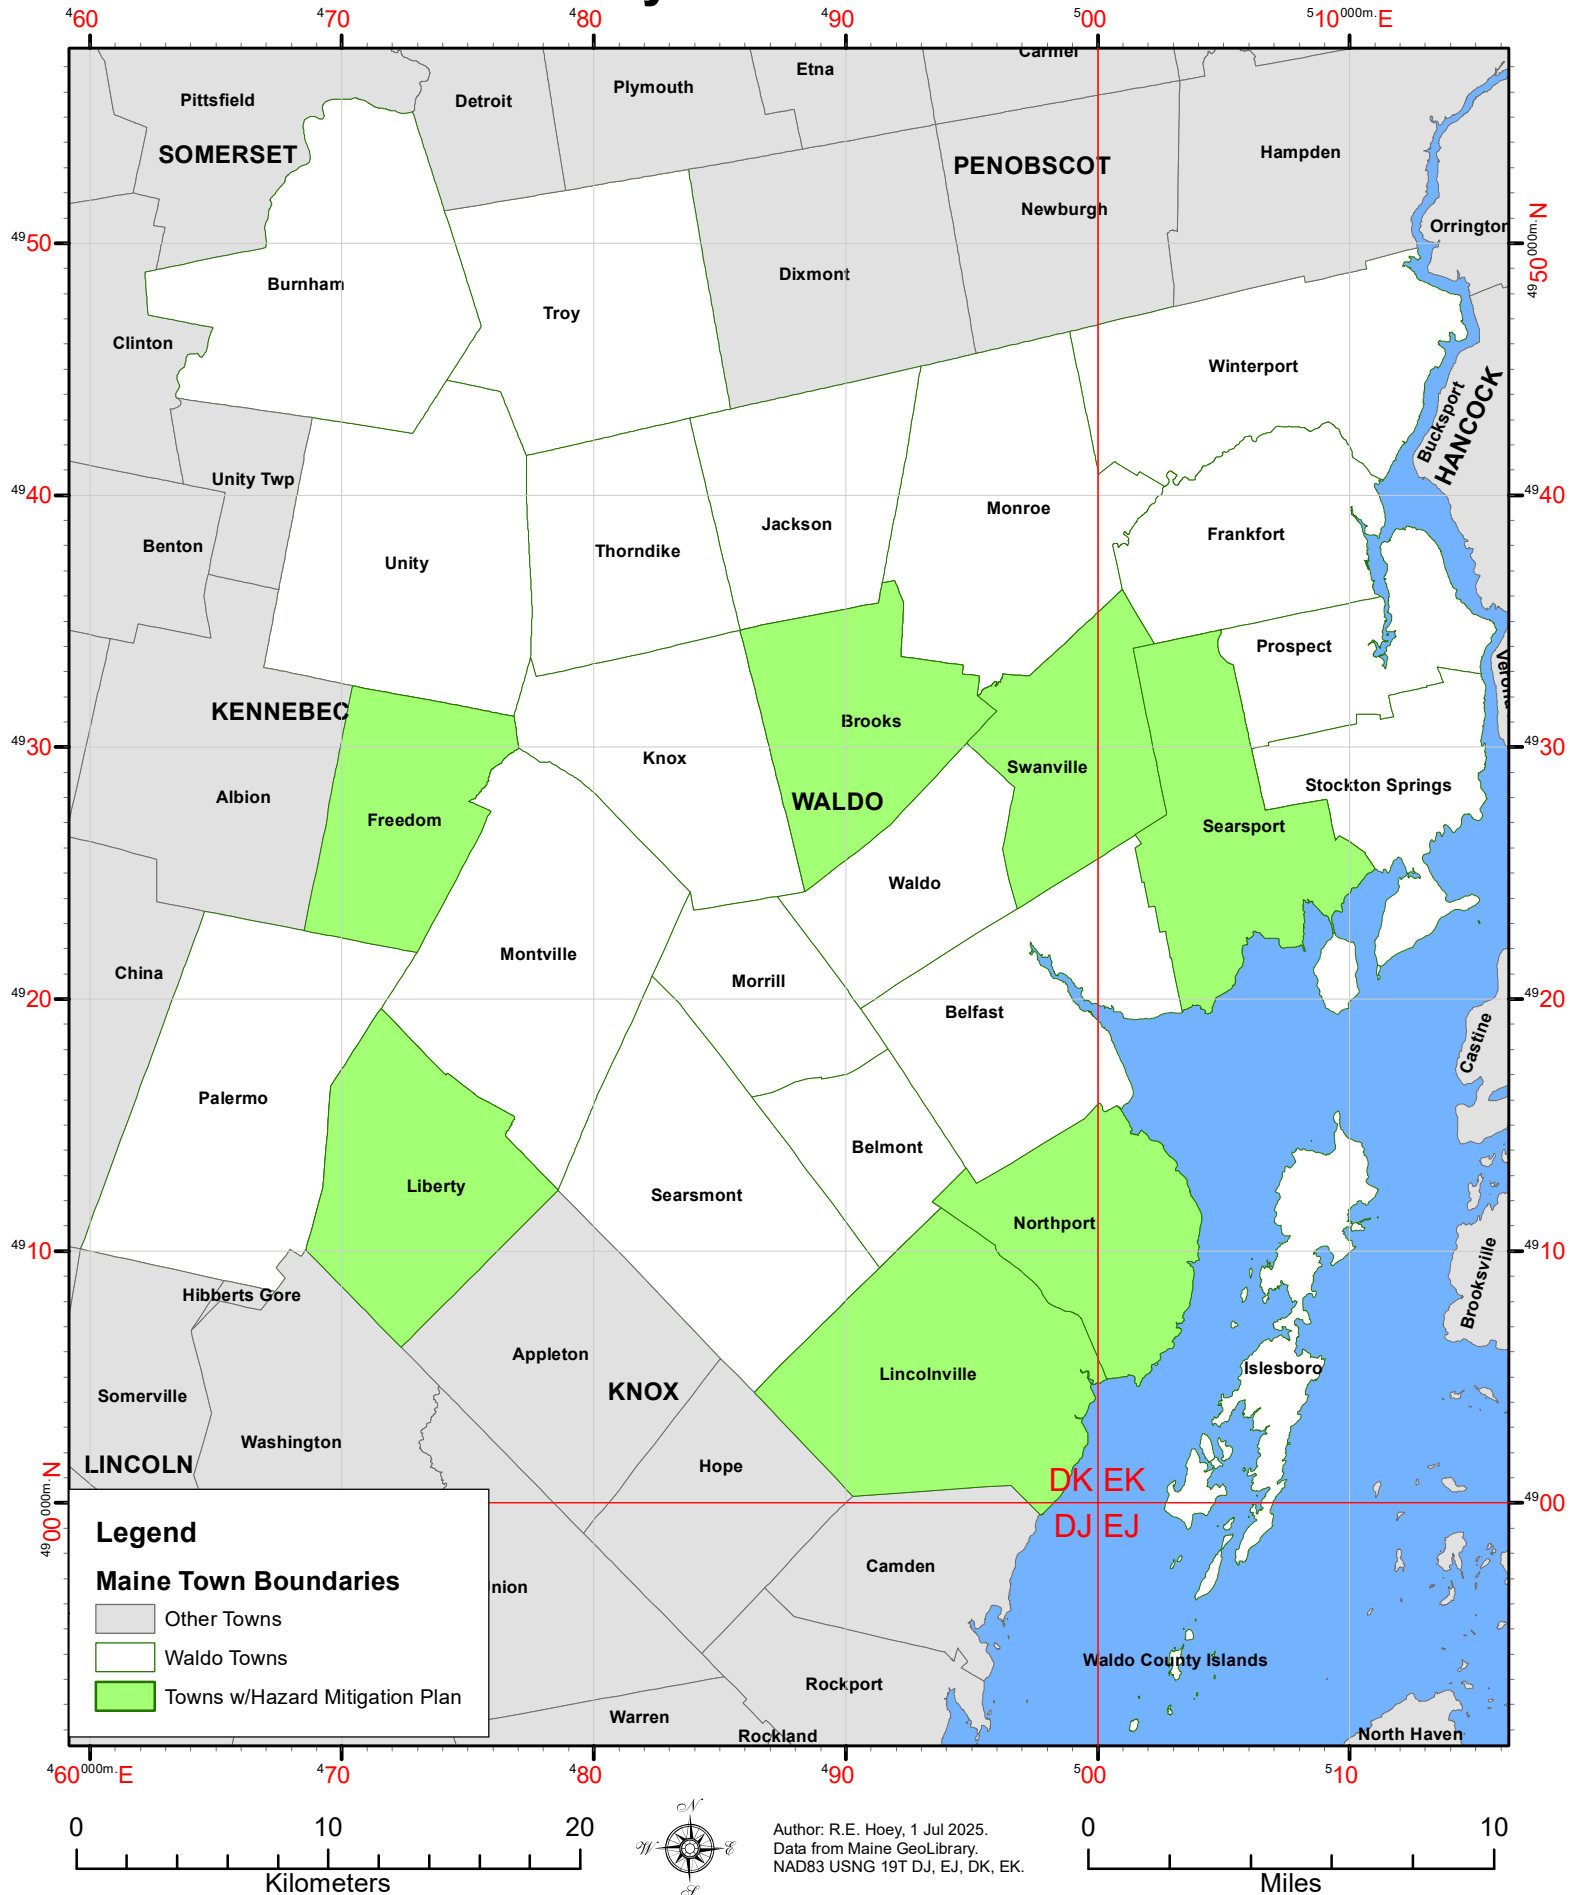 460
470
480
490
500
510000m.E
Carmel
Etna
Plymouth
Pittsfield
Detroit
SOMERSET
Hampden
PENOBSCOT
Newburgh
Orrington
4950
4950000m.N
Dixmont
Burnham
Troy
Clinton
Winterport
Bucksport
HANCOCK
Unity Twp
4940
4940
Monroe
Jackson
Frankfort
Benton
Thorndike
Unity
Prospect
Verona
KENNEBEC
Brooks
4930
4930
Knox
Swanville
Stockton Springs
Albion
WALDO
Freedom
Searsport
Waldo
Montville
China
Morrill
4920
4920
Belfast
Castine
Palermo
Belmont
Liberty
Searsmont
Northport
4910
4910
Brooksville
Hibberts Gore
Appleton
Islesboro
Lincolnville
KNOX
Somerville
Washington
LINCOLN
Hope
DK EK
4900000m.N
4900
DJ EJ
Camden
nion
Waldo County Islands
Rockport
Warren
Rockland
North Haven
Legend
Maine Town Boundaries
Other Towns
Waldo Towns
Towns w/Hazard Mitigation Plan
460000m.E
470
480
490
500
510
0 10 20
Kilometers
N
W E
S
Author: R.E. Hoey, 1 Jul 2025.
Data from Maine GeoLibrary.
NAD83 USNG 19T DJ, EJ, DK, EK.
0 10
Miles